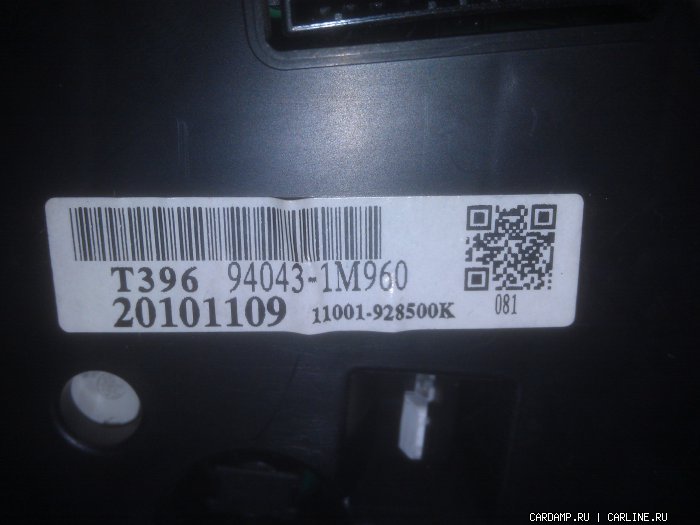 T396 94043-1M960
20101109 11001-928500K
081
CARDAMP.RU | CARLINE.RU